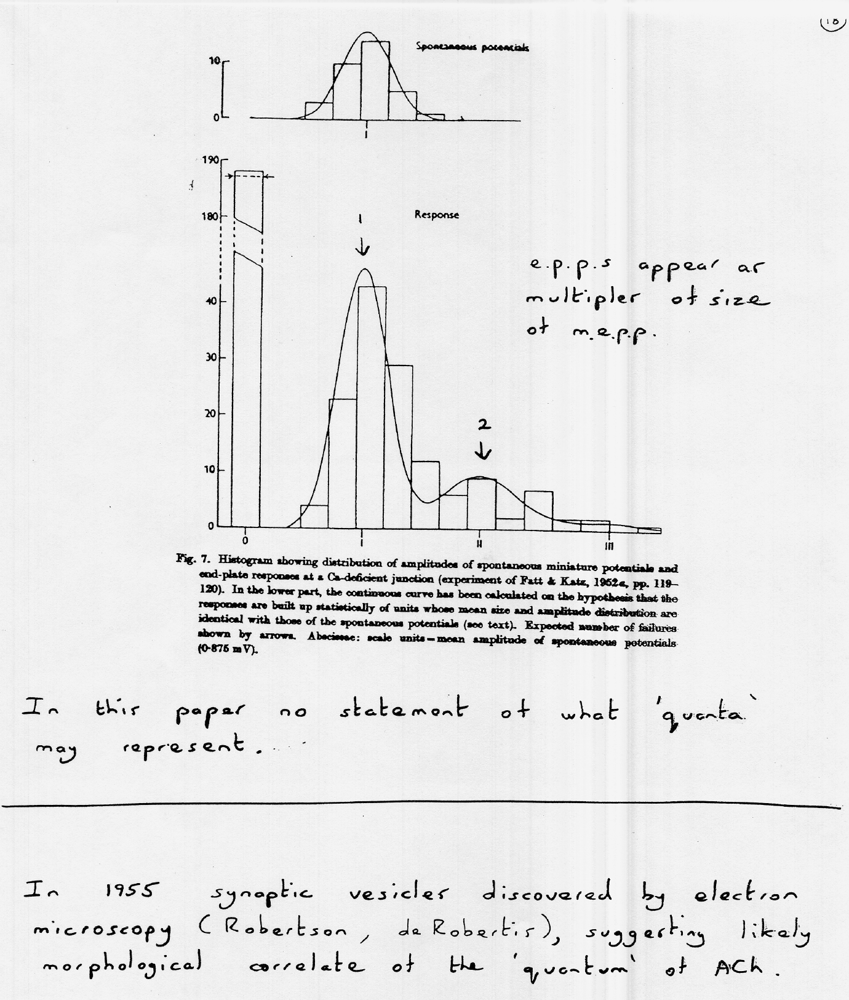 18
Spontaneous potentials
10
0
I
190
180
Response
1
e.p.p.s appear as
multiples of size
of m.e.p.p.
40
30
20
2
10
0
0 I II III
Fig. 7. Histogram showing distribution of amplitudes of spontaneous miniature potentials and
end-plate responses at a Ca-deficient junction (experiment of Fatt & Katz, 1952a, pp. 119–
120). In the lower part, the continuous curve has been calculated on the hypothesis that the
responses are built up statistically of units whose mean size and amplitude distribution are
identical with those of the spontaneous potentials (see text). Expected number of failures
shown by arrows. Abscissae: scale units = mean amplitude of spontaneous potentials
(0·875 mV).
In this paper no statement of what 'quanta'
may represent.
In 1955 synaptic vesicles discovered by electron
microscopy (Robertson, de Robertis), suggesting likely
morphological correlate of the 'quantum' of ACh.